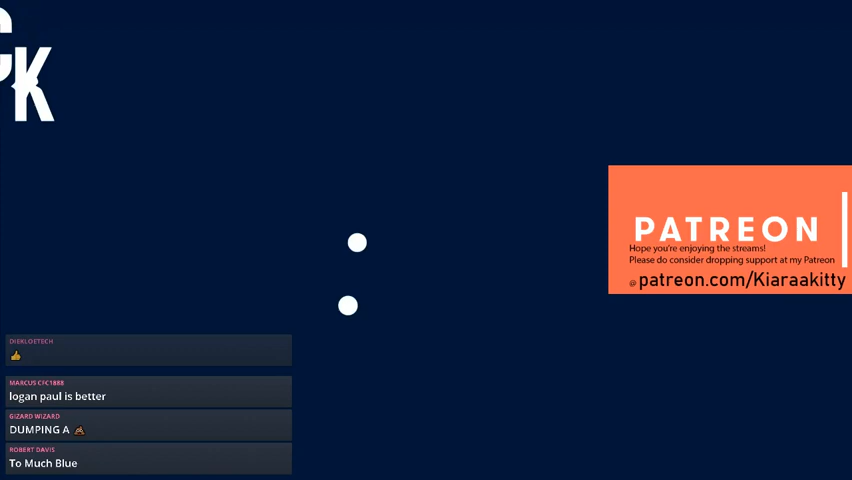 K
PATREON
Hope you're enjoying the streams!
Please do consider dropping support at my Patreon
@ patreon.com/Kiaraakitty
DIERLOETECH
👍
MARCUS CFC1888
logan paul is better
GIZARD WIZARD
DUMPING A 💩
ROBERT DAVIS
To Much Blue